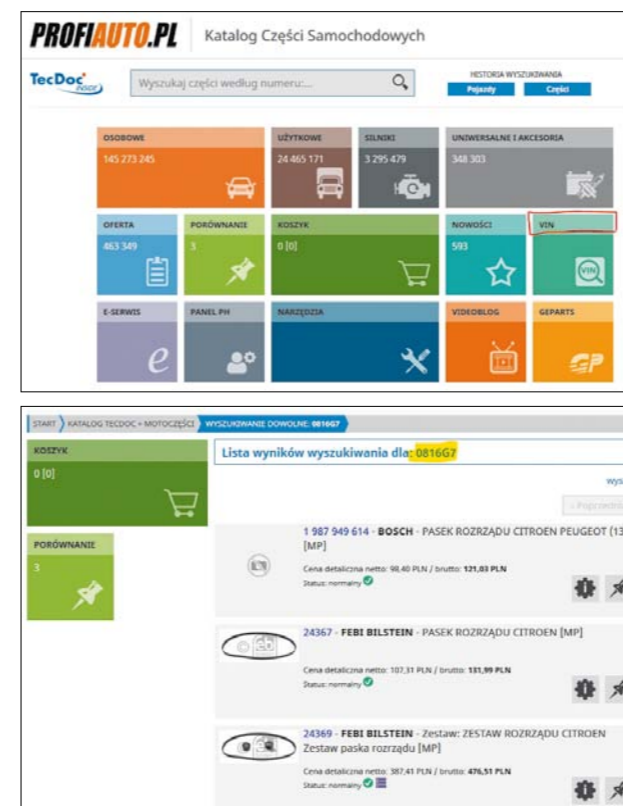 PROFIAUTO.PL Katalog Części Samochodowych
TecDoc INSIDE
Wyszukaj części według numeru:...
HISTORIA WYSZUKIWANIA
Pojazdy Części
OSOBOWE UŻYTKOWE SILNIKI UNIWERSALNE I AKCESORIA
145 273 245 24 465 171 3 295 479 348 303
OFERTA PORÓWNANIE KOSZYK NOWOŚCI VIN
463 349 3 0 [0] 593
VIN
E-SERWIS PANEL PH NARZĘDZIA VIDEOBLOG GEPARTS
e GP
START KATALOG TECDOC + MOTOCZĘŚCI WYSZUKIWANIE DOWOLNE: 0816G7
KOSZYK
0 [0]
PORÓWNANIE
3
Lista wyników wyszukiwania dla: 0816G7
wys
‹ Poprzednia
1 987 949 614 - BOSCH - PASEK ROZRZĄDU CITROEN PEUGEOT (13
[MP]
Cena detaliczna netto: 98,40 PLN / brutto: 121,03 PLN
Status: normalny
24367 - FEBI BILSTEIN - PASEK ROZRZĄDU CITROEN [MP]
Cena detaliczna netto: 107,31 PLN / brutto: 131,99 PLN
Status: normalny
24369 - FEBI BILSTEIN - Zestaw: ZESTAW ROZRZĄDU CITROEN
Zestaw paska rozrządu [MP]
Cena detaliczna netto: 387,41 PLN / brutto: 476,51 PLN
Status: normalny